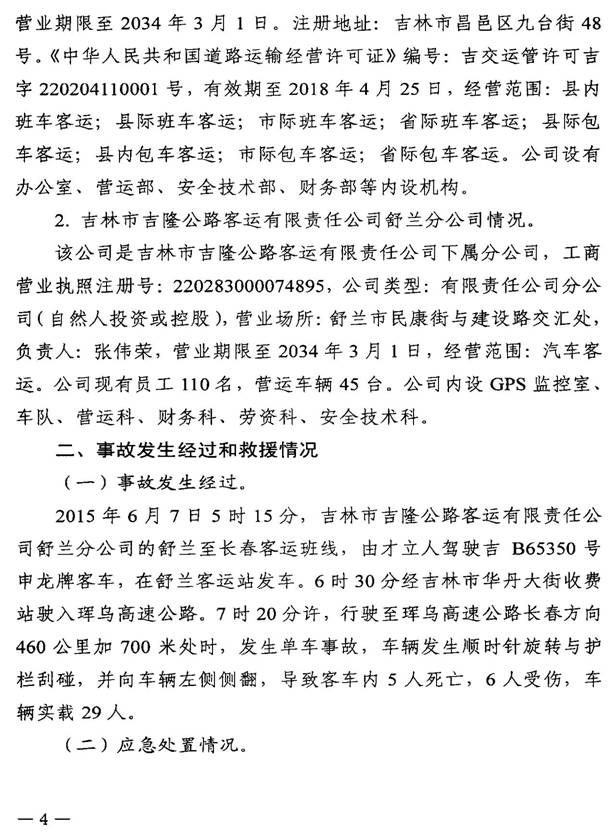 营业期限至 2034 年 3 月 1 日。注册地址：吉林市昌邑区九台街 48
号。《中华人民共和国道路运输经营许可证》编号：吉交运管许可吉
字 220204110001 号，有效期至 2018 年 4 月 25 日，经营范围：县内
班车客运；县际班车客运；市际班车客运；省际班车客运；县际包
车客运；县内包车客运；市际包车客运；省际包车客运。公司设有
办公室、营运部、安全技术部、财务部等内设机构。
2. 吉林市吉隆公路客运有限责任公司舒兰分公司情况。
该公司是吉林市吉隆公路客运有限责任公司下属分公司，工商
营业执照注册号：220283000074895，公司类型：有限责任公司分公
司（自然人投资或控股），营业场所：舒兰市民康街与建设路交汇处，
负责人：张伟荣，营业期限至 2034 年 3 月 1 日，经营范围：汽车客
运。公司现有员工 110 名，营运车辆 45 台。公司内设 GPS 监控室、
车队、营运科、财务科、劳资科、安全技术科。
二、事故发生经过和救援情况
（一）事故发生经过。
2015 年 6 月 7 日 5 时 15 分，吉林市吉隆公路客运有限责任公
司舒兰分公司的舒兰至长春客运班线，由才立人驾驶吉 B65350 号
申龙牌客车，在舒兰客运站发车。6 时 30 分经吉林市华丹大街收费
站驶入珲乌高速公路。7 时 20 分许，行驶至珲乌高速公路长春方向
460 公里加 700 米处时，发生单车事故，车辆发生顺时针旋转与护
栏刮碰，并向车辆左侧侧翻，导致客车内 5 人死亡，6 人受伤，车
辆实载 29 人。
（二）应急处置情况。
— 4 —